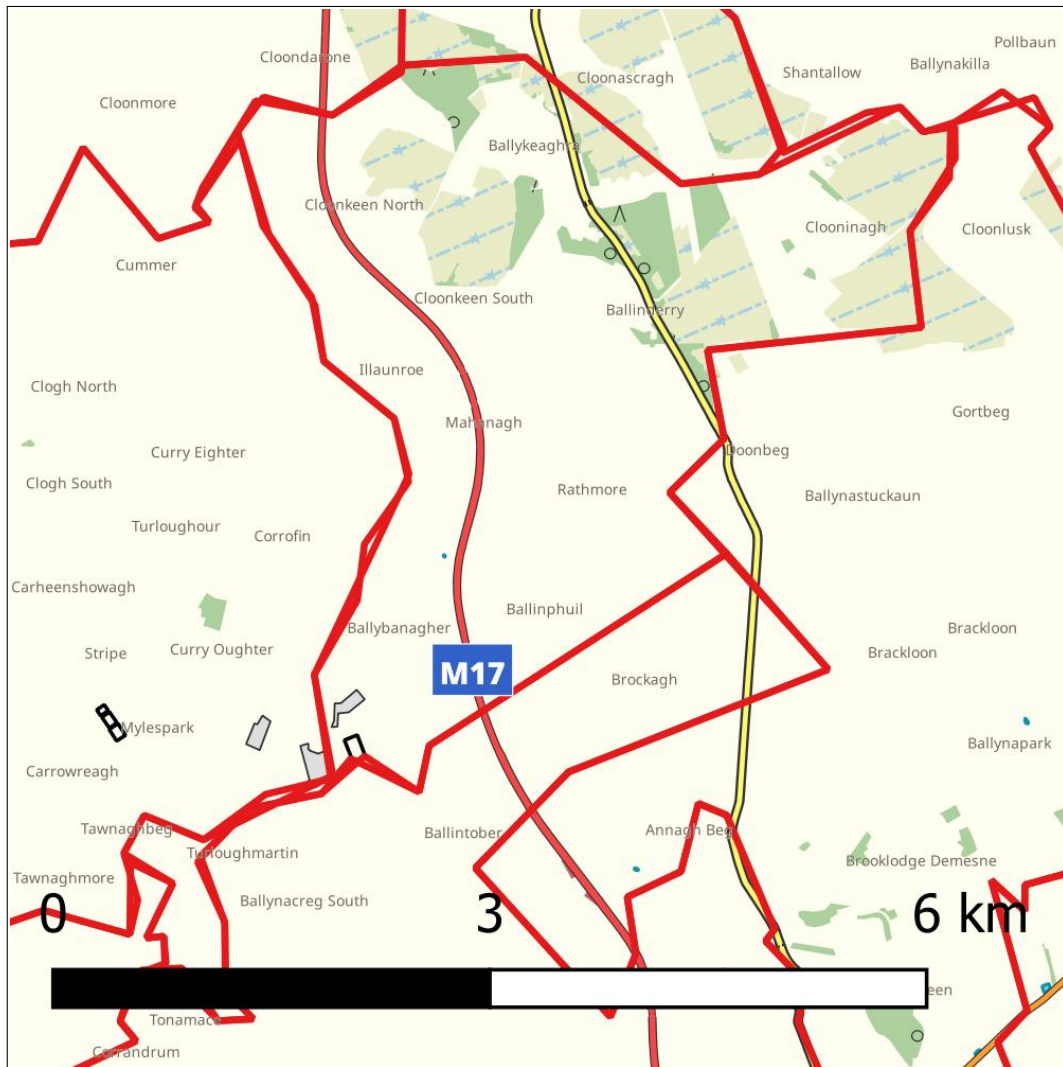 Pollbaun
Cloondarone
Ballynakilla
Shantallow
Cloonascragh
Cloonmore
Ballykeaghra
Cloonkeen North
Clooninagh
Cloonlusk
Cummer
Cloonkeen South
Ballinderry
Illaunroe
Clogh North
Gortbeg
Mahanagh
Curry Eighter
Doonbeg
Clogh South
Rathmore
Ballynastuckaun
Turloughour
Corrofin
Carheenshowagh
Ballinphuil
Ballybanagher
Brackloon
Stripe
Curry Oughter
Brackloon
M17
Brockagh
Mylespark
Ballynapark
Carrowreagh
Tawnaghbeg
Ballintober
Annagh Beg
Turloughmartin
Brooklodge Demesne
Tawnaghmore
Ballynacreg South
0 3 6 km
een
Tonamace
Corrandrum